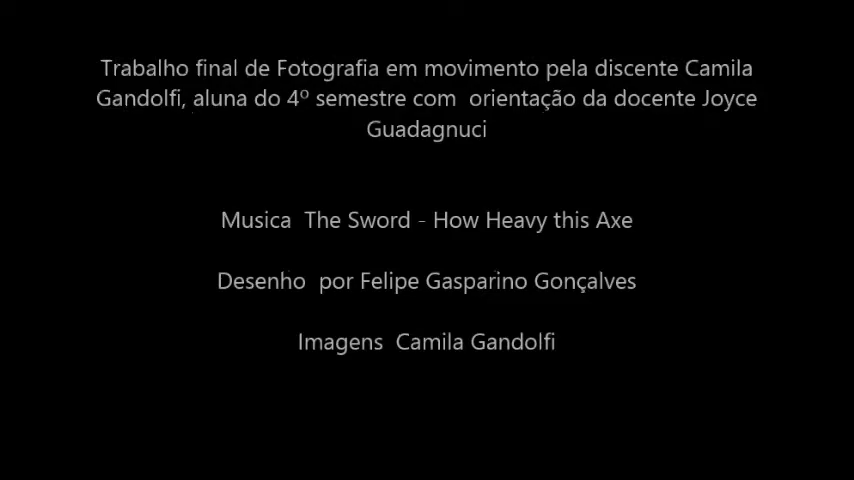 Trabalho final de Fotografia em movimento pela discente Camila
Gandolfi, aluna do 4º semestre com  orientação da docente Joyce
Guadagnuci
Musica  The Sword - How Heavy this Axe
Desenho  por Felipe Gasparino Gonçalves
Imagens  Camila Gandolfi